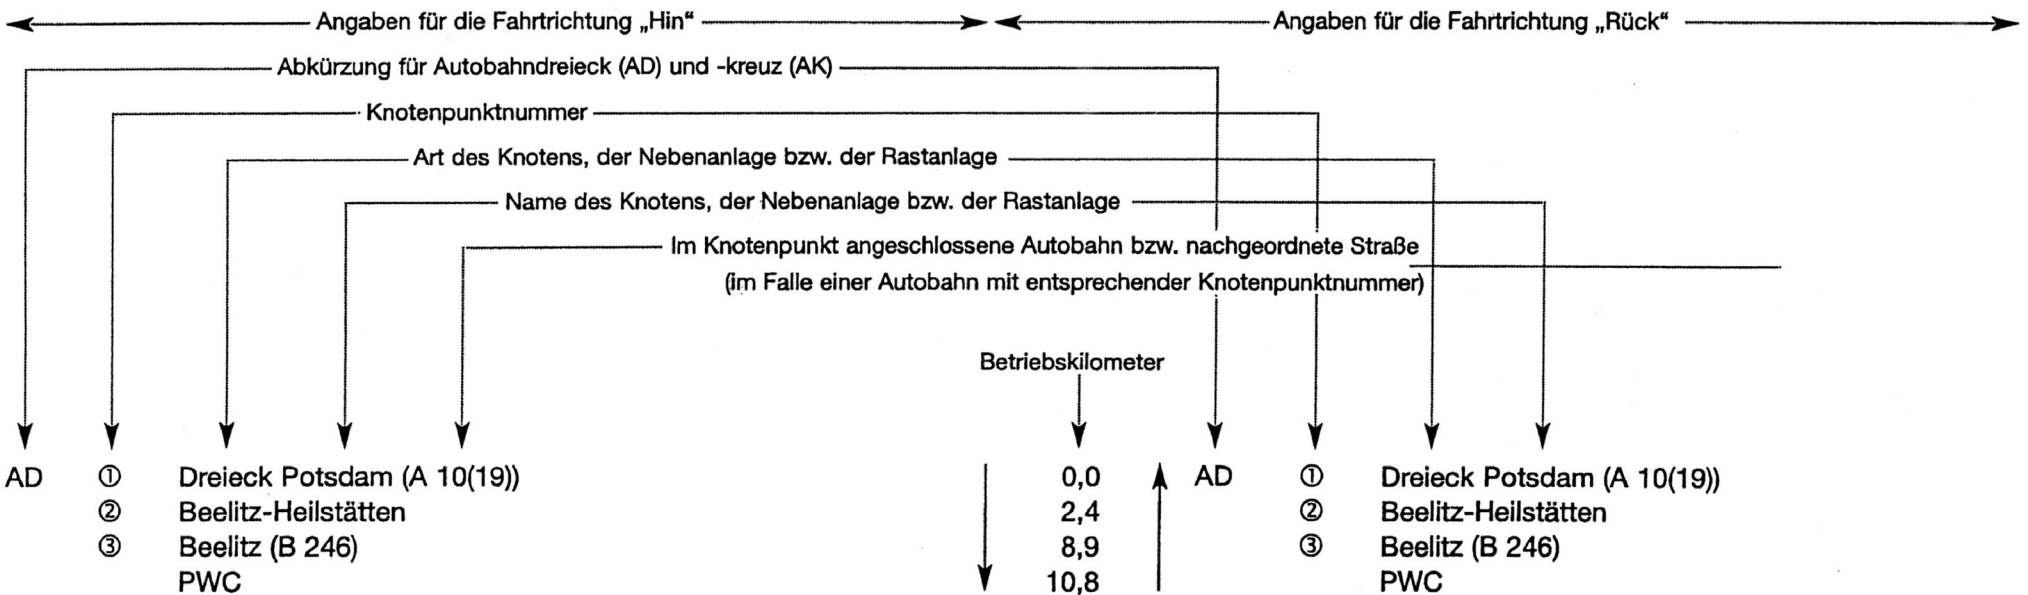 Angaben für die Fahrtrichtung „Hin“ Angaben für die Fahrtrichtung „Rück“
Abkürzung für Autobahndreieck (AD) und -kreuz (AK)
Knotenpunktnummer
Art des Knotens, der Nebenanlage bzw. der Rastanlage
Name des Knotens, der Nebenanlage bzw. der Rastanlage
Im Knotenpunkt angeschlossene Autobahn bzw. nachgeordnete Straße
(im Falle einer Autobahn mit entsprechender Knotenpunktnummer)
Betriebskilometer
AD ① Dreieck Potsdam (A 10(19)) 0,0 AD ① Dreieck Potsdam (A 10(19))
② Beelitz-Heilstätten 2,4 ② Beelitz-Heilstätten
③ Beelitz (B 246) 8,9 ③ Beelitz (B 246)
PWC 10,8 PWC